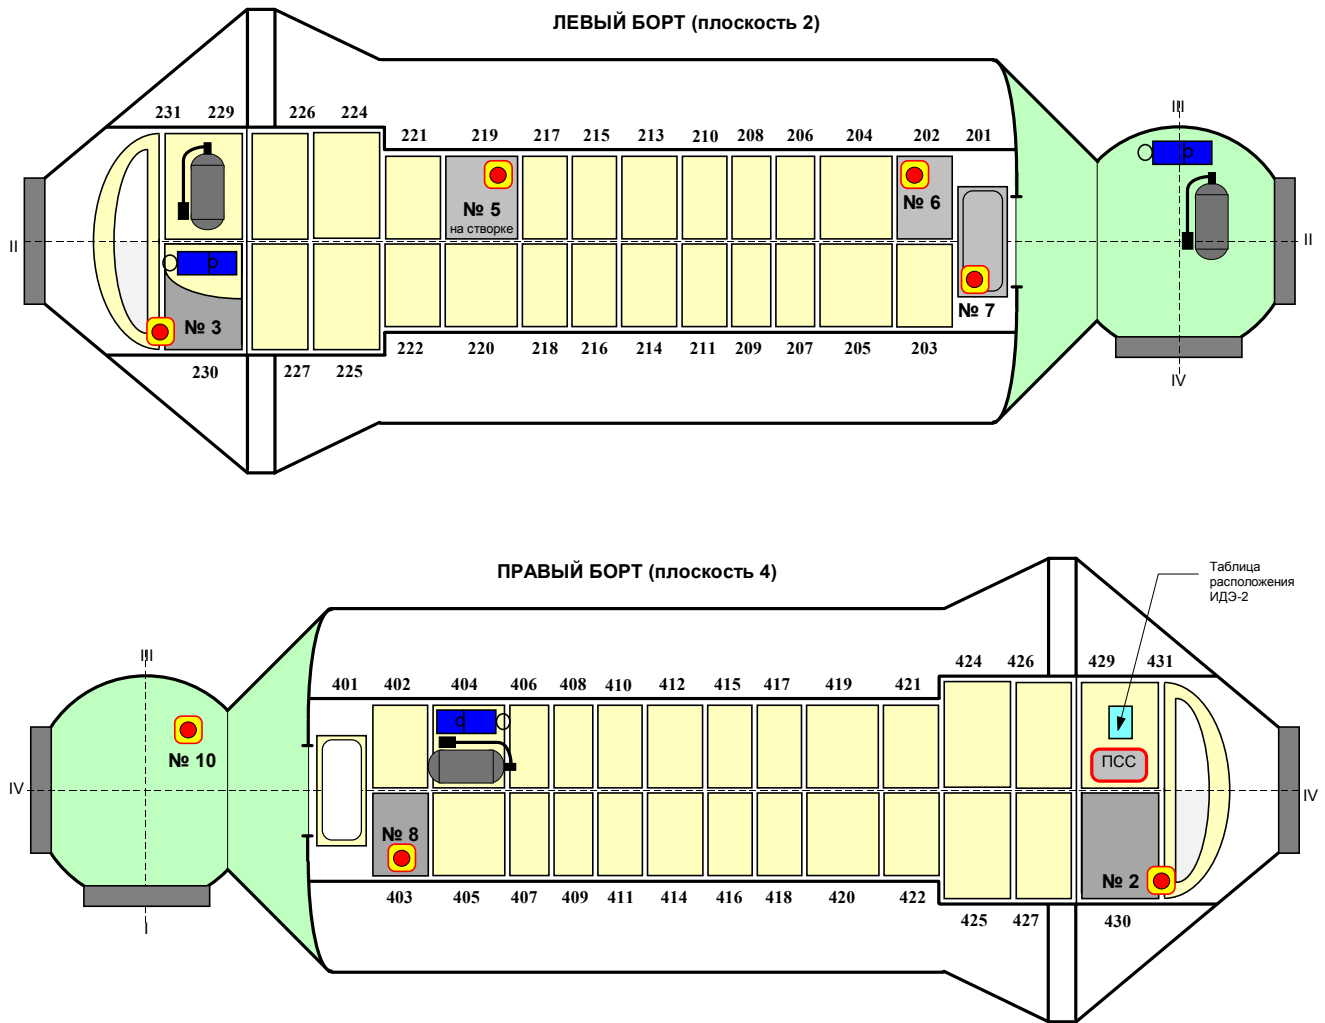 ЛЕВЫЙ БОРТ (плоскость 2)
III
231 229 226 224 221 219 217 215 213 210 208 206 204 202 201
№ 5
на створке
№ 6
II
II
№ 3
№ 7
222 220 218 216 214 211 209 207 205 203
230 227 225
IV
ПРАВЫЙ БОРТ (плоскость 4)
Таблица
расположения
ИДЭ-2
III
401 402 404 406 408 410 412 415 417 419 421 424 426 429 431
№ 10
ПСС
IV
IV
№ 8
№ 2
403 405 407 409 411 414 416 418 420 422 425 427 430
I